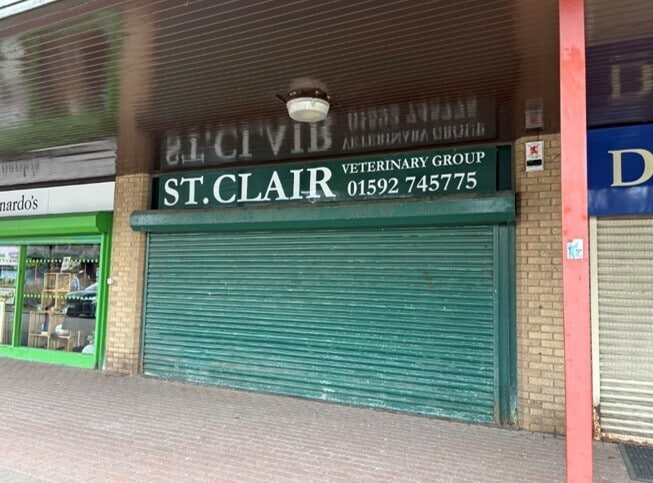 nardo's
ST.CLAIR
VETERINARY GROUP
01592 745775
D